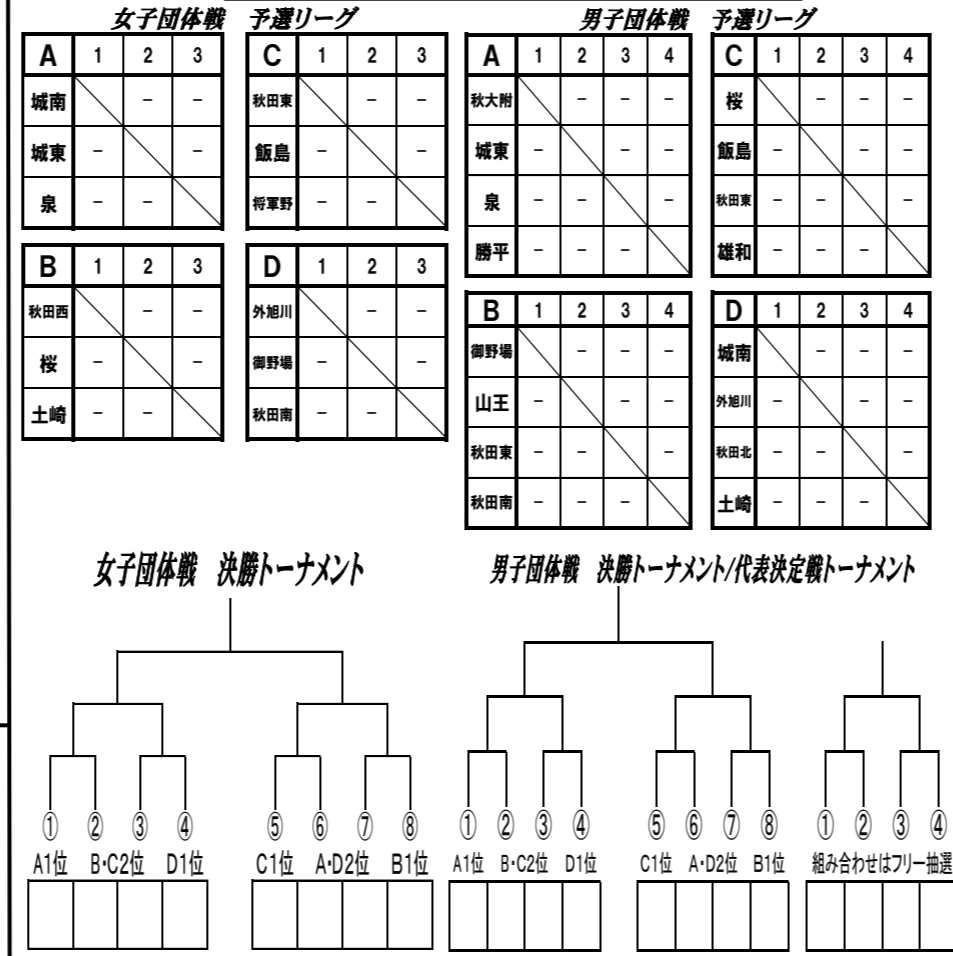 女子団体戦　予選リーグ
A 1 2 3
城南 - -
城東 - -
泉 - -
C 1 2 3
秋田東 - -
飯島 - -
将軍野 - -
B 1 2 3
秋田西 - -
桜 - -
土崎 - -
D 1 2 3
外旭川 - -
御野場 - -
秋田南 - -
男子団体戦　予選リーグ
A 1 2 3 4
秋大附 - - -
城東 - - -
泉 - - -
勝平 - - -
C 1 2 3 4
桜 - - -
飯島 - - -
秋田東 - - -
雄和 - - -
B 1 2 3 4
御野場 - - -
山王 - - -
秋田東 - - -
秋田南 - - -
D 1 2 3 4
城南 - - -
外旭川 - - -
秋田北 - - -
土崎 - - -
女子団体戦　決勝トーナメント
① ② ③ ④ ⑤ ⑥ ⑦ ⑧
A1位 B・C2位 D1位 C1位 A・D2位 B1位
男子団体戦　決勝トーナメント/代表決定戦トーナメント
① ② ③ ④ ⑤ ⑥ ⑦ ⑧
A1位 B・C2位 D1位 C1位 A・D2位 B1位
① ② ③ ④
組み合わせはフリー抽選